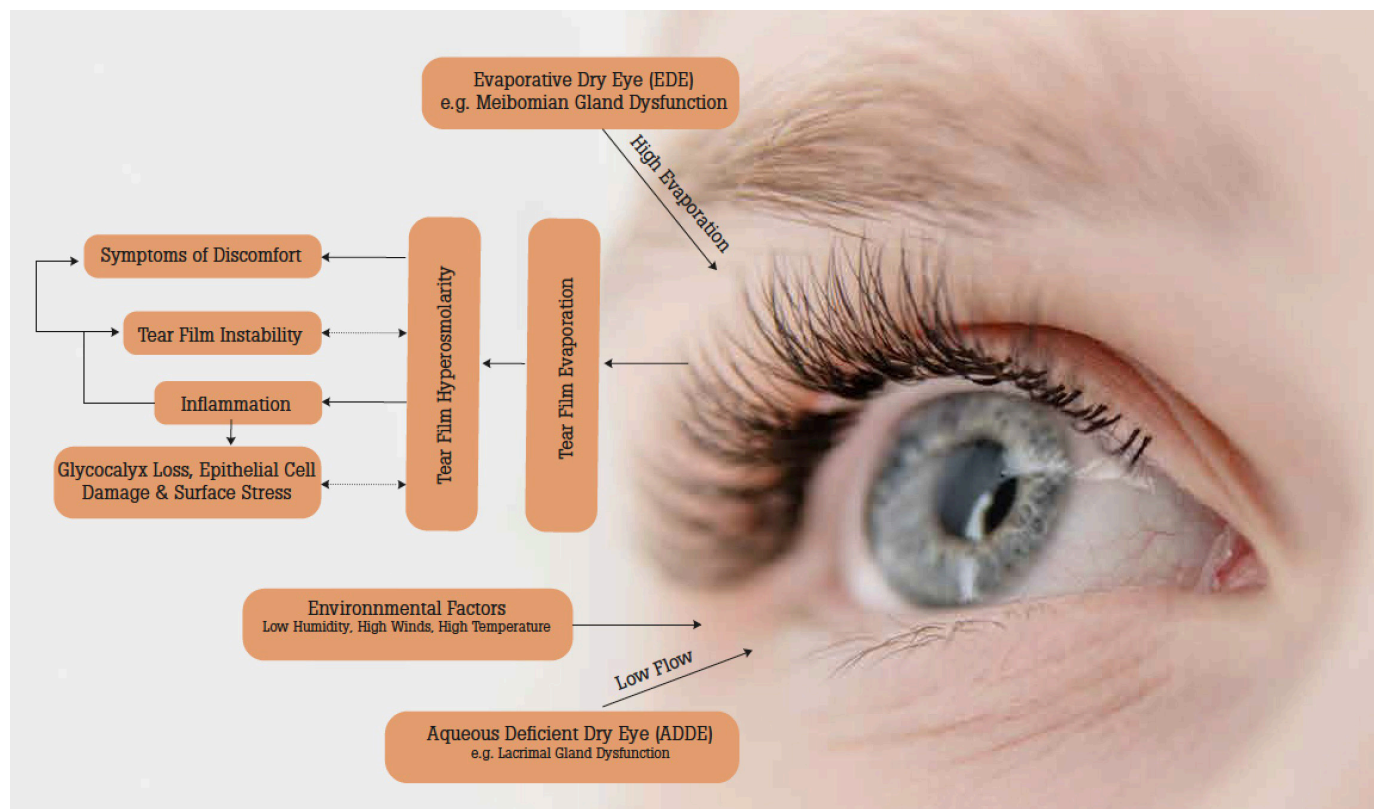 Evaporative Dry Eye (EDE)
e.g. Meibomian Gland Dysfunction
High Evaporation
Symptoms of Discomfort
Tear Film Instability
Inflammation
Glycocalyx Loss, Epithelial Cell
Damage & Surface Stress
Tear Film Hyperosmolarity
Tear Film Evaporation
Environnmental Factors
Low Humidity, High Winds, High Temperature
Low Flow
Aqueous Deficient Dry Eye (ADDE)
e.g. Lacrimal Gland Dysfunction